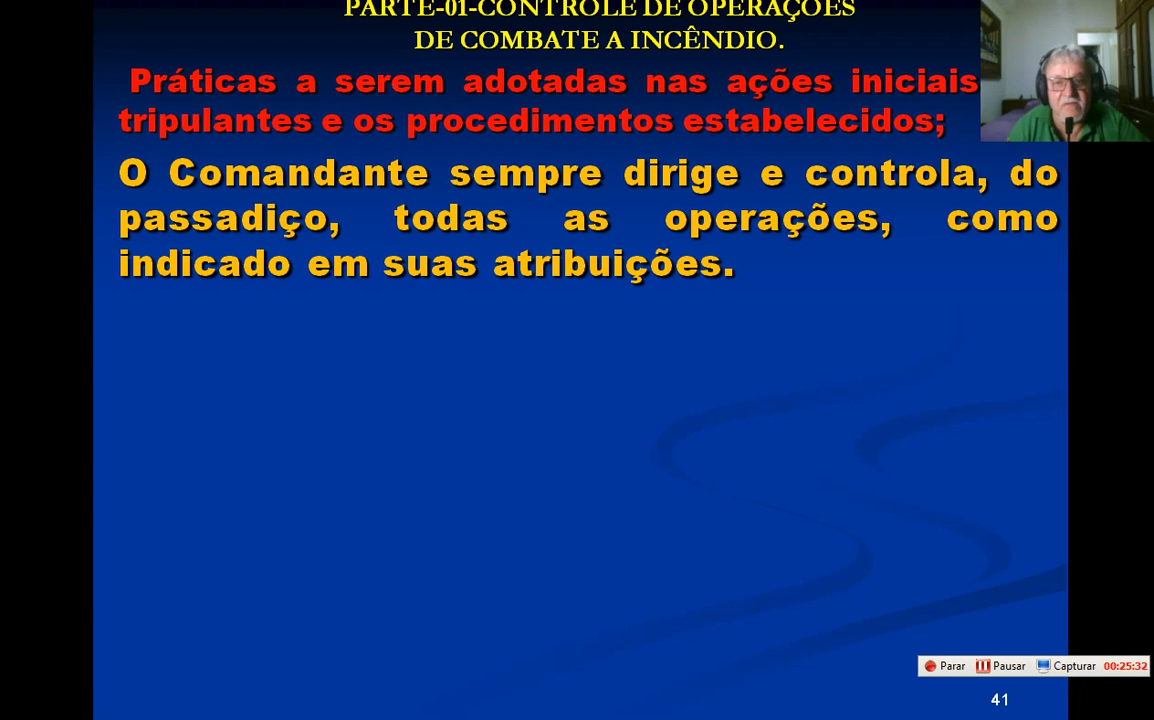 PARTE-01-CONTROLE DE OPERAÇÕES
DE COMBATE A INCÊNDIO.
Práticas a serem adotadas nas ações iniciais
tripulantes e os procedimentos estabelecidos;
O Comandante sempre dirige e controla, do
passadiço, todas as operações, como
indicado em suas atribuições.
Parar Pausar Capturar 00:25:32
41